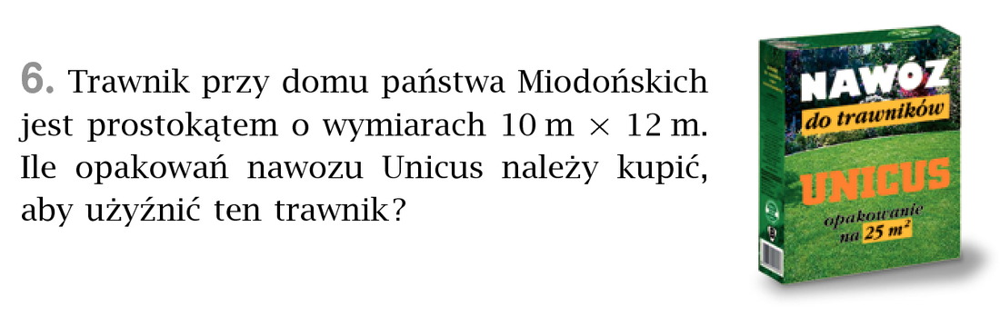 6. Trawnik przy domu państwa Miodońskich
jest prostokątem o wymiarach 10 m × 12 m.
Ile opakowań nawozu Unicus należy kupić,
aby użyźnić ten trawnik?
NAWÓZ
do trawników
UNICUS
opakowanie
na 25 m²